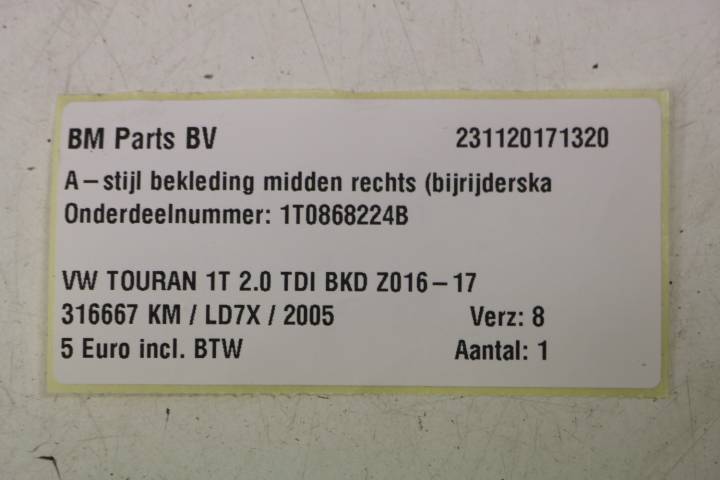 BM Parts BV 231120171320
A-stijl bekleding midden rechts (bijrijderska
Onderdeelnummer: 1T0868224B
VW TOURAN 1T 2.0 TDI BKD Z016-17
316667 KM / LD7X / 2005 Verz: 8
5 Euro incl. BTW Aantal: 1